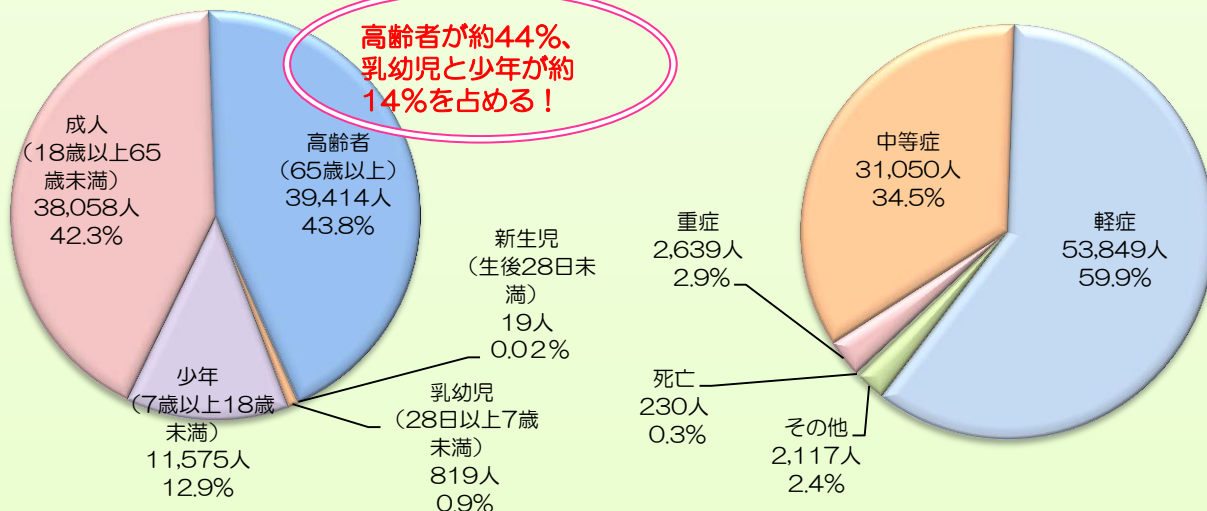 高齢者が約44%、
乳幼児と少年が約
14%を占める！
成人
（18歳以上65
歳未満）
38,058人
42.3%
高齢者
（65歳以上）
39,414人
43.8%
新生児
（生後28日未
満）
19人
0.02%
少年
（7歳以上18歳
未満）
11,575人
12.9%
乳幼児
（28日以上7歳
未満）
819人
0.9%
中等症
31,050人
34.5%
軽症
53,849人
59.9%
重症
2,639人
2.9%
死亡
230人
0.3%
その他
2,117人
2.4%